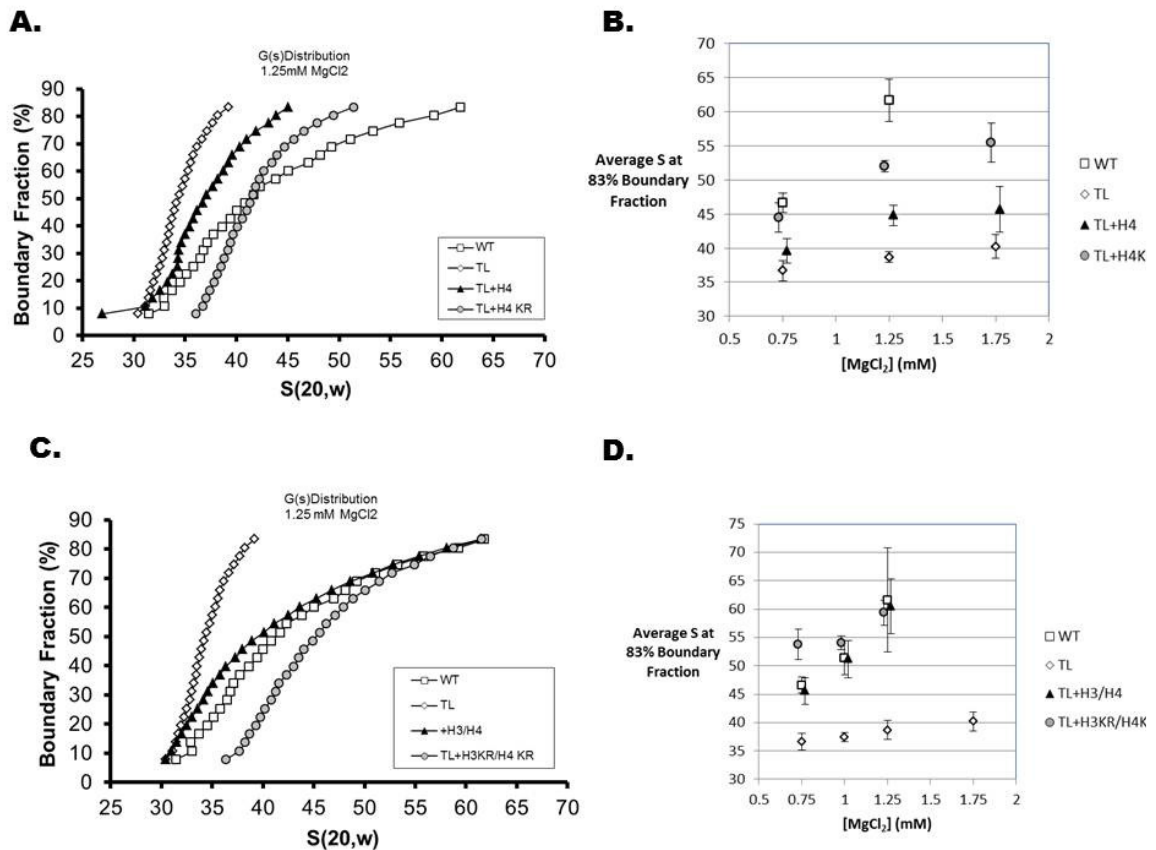 A.
G(s)Distribution
1.25mM MgCl2
Boundary Fraction (%)
90
80
70
60
50
40
30
20
10
0
25 30 35 40 45 50 55 60 65 70
S(20,w)
WT
TL
TL+H4
TL+H4 KR
B.
Average S at
83% Boundary
Fraction
70
65
60
55
50
45
40
35
30
0.5 0.75 1 1.25 1.5 1.75 2
[MgCl₂] (mM)
WT
TL
TL+H4
TL+H4K
C.
G(s)Distribution
1.25 mM MgCl2
Boundary Fraction (%)
90
80
70
60
50
40
30
20
10
0
25 30 35 40 45 50 55 60 65 70
S(20,w)
WT
TL
+H3/H4
TL+H3KR/H4 KR
D.
Average S at
83% Boundary
Fraction
75
70
65
60
55
50
45
40
35
30
0.5 0.75 1 1.25 1.5 1.75 2
[MgCl₂] (mM)
WT
TL
TL+H3/H4
TL+H3KR/H4K